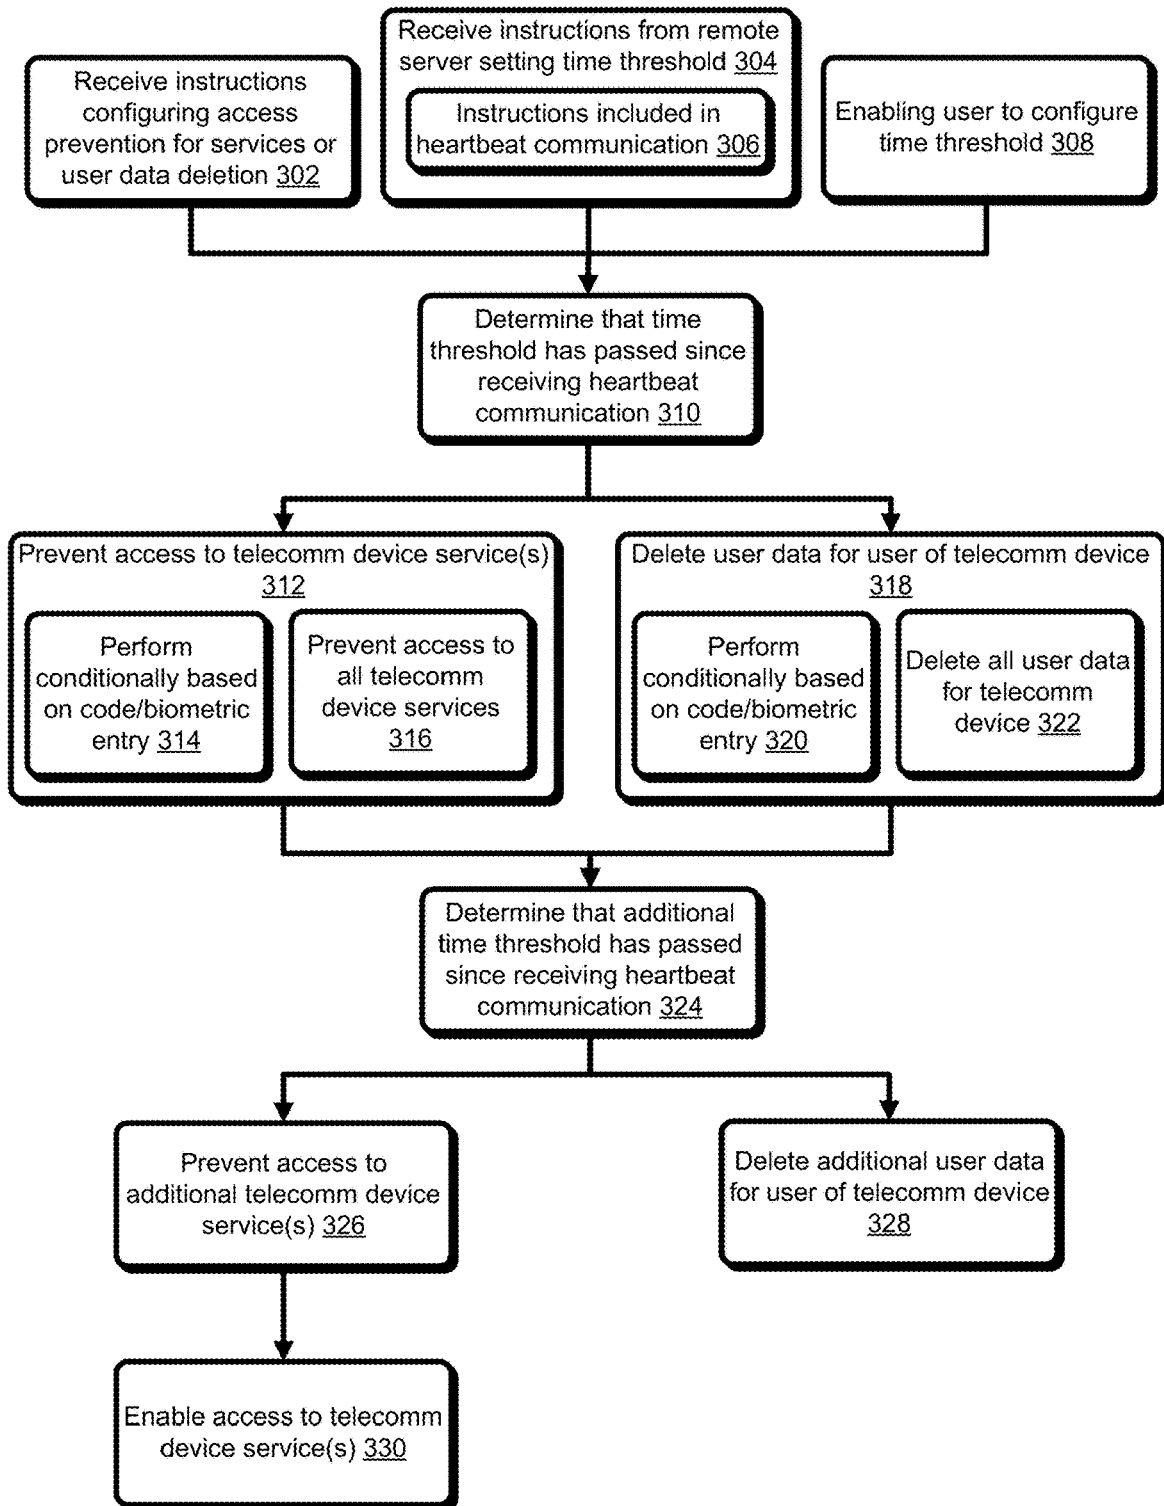 Receive instructions
configuring access
prevention for services or
user data deletion 302
Receive instructions from remote
server setting time threshold 304
Instructions included in
heartbeat communication 306
Enabling user to configure
time threshold 308
Determine that time
threshold has passed since
receiving heartbeat
communication 310
Prevent access to telecomm device service(s)
312
Perform
conditionally based
on code/biometric
entry 314
Prevent access to
all telecomm
device services
316
Delete user data for user of telecomm device
318
Perform
conditionally based
on code/biometric
entry 320
Delete all user data
for telecomm
device 322
Determine that additional
time threshold has passed
since receiving heartbeat
communication 324
Prevent access to
additional telecomm device
service(s) 326
Delete additional user data
for user of telecomm device
328
Enable access to telecomm
device service(s) 330